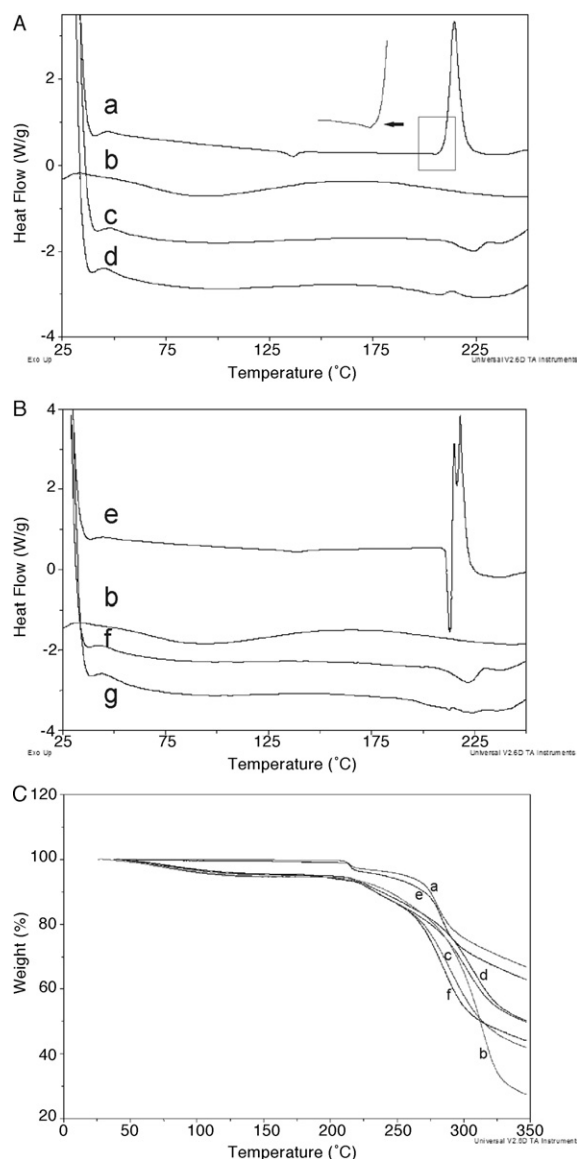 A
Heat Flow (W/g)
2
0
-2
-4
a
b
c
d
25
75
125
175
225
Exo Up
Temperature (˚C)
Universal V2.6D TA Instruments
B
Heat Flow (W/g)
4
2
0
-2
-4
e
b
f
g
25
75
125
175
225
Exo Up
Temperature (˚C)
Universal V2.6D TA Instruments
C
Weight (%)
120
100
80
60
40
20
a
e
c
d
f
b
0
50
100
150
200
250
300
350
Temperature (˚C)
Universal V2.6D TA Instruments